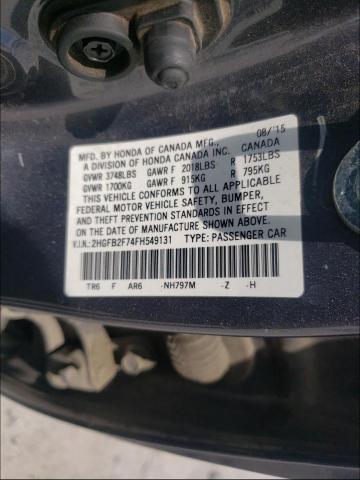 MFD. BY HONDA OF CANADA MFG., 08/'15
A DIVISION OF HONDA CANADA INC. CANADA
GVWR 3748LBS GAWR F 2018LBS R 1753LBS
GVWR 1700KG GAWR F 915KG R 795KG
THIS VEHICLE CONFORMS TO ALL APPLICABLE
FEDERAL MOTOR VEHICLE SAFETY, BUMPER,
AND THEFT PREVENTION STANDARDS IN EFFECT
ON THE DATE OF MANUFACTURE SHOWN ABOVE.
V.I.N.: 2HGFB2F74FH549131 TYPE: PASSENGER CAR
TR6 F AR6 -NH797M -Z -H